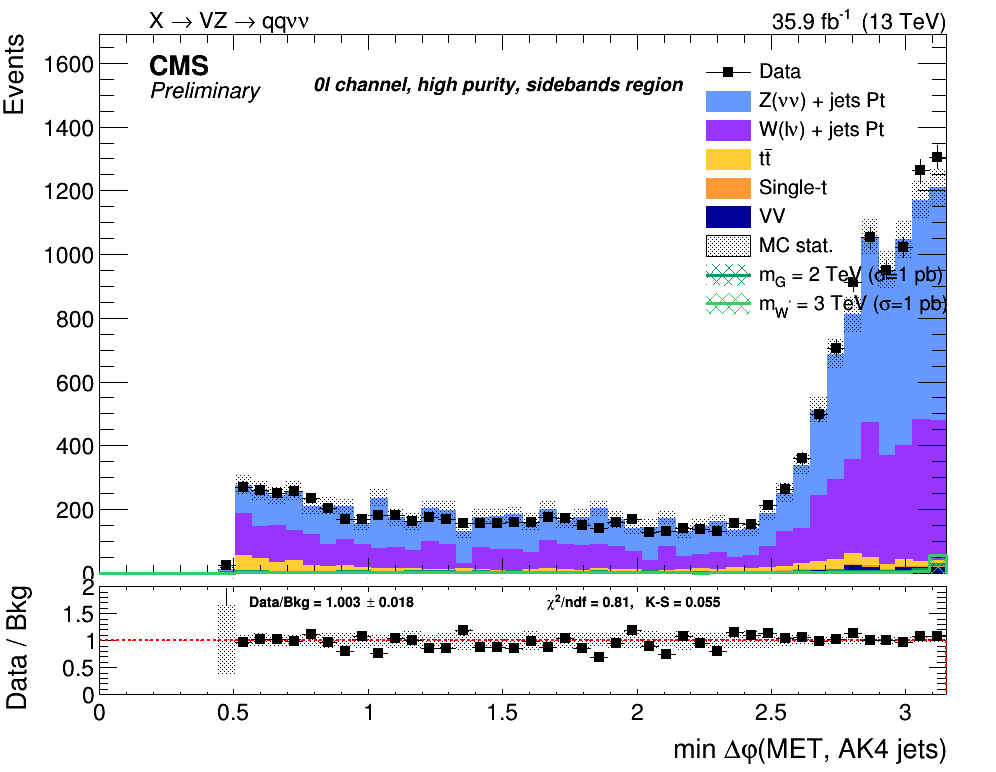 X → VZ → qqνν
35.9 fb⁻¹ (13 TeV)
Events
CMS
Preliminary
0l channel, high purity, sidebands region
Data
Z(νν) + jets Pt
W(lν) + jets Pt
tt̄
Single-t
VV
MC stat.
m_G = 2 TeV (σ=1 pb)
m_W' = 3 TeV (σ=1 pb)
1600
1400
1200
1000
800
600
400
200
0
Data / Bkg
Data/Bkg = 1.003 ± 0.018
χ²/ndf = 0.81, K-S = 0.055
2
1.5
1
0.5
0
0 0.5 1 1.5 2 2.5 3
min Δφ(MET, AK4 jets)